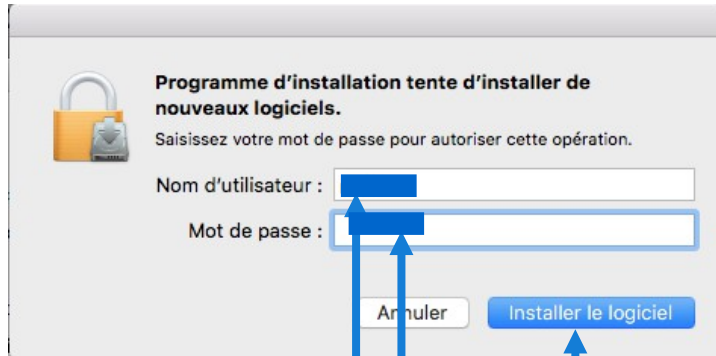 Programme d’installation tente d’installer de
nouveaux logiciels.
Saisissez votre mot de passe pour autoriser cette opération.
Nom d’utilisateur :
Mot de passe :
Annuler Installer le logiciel